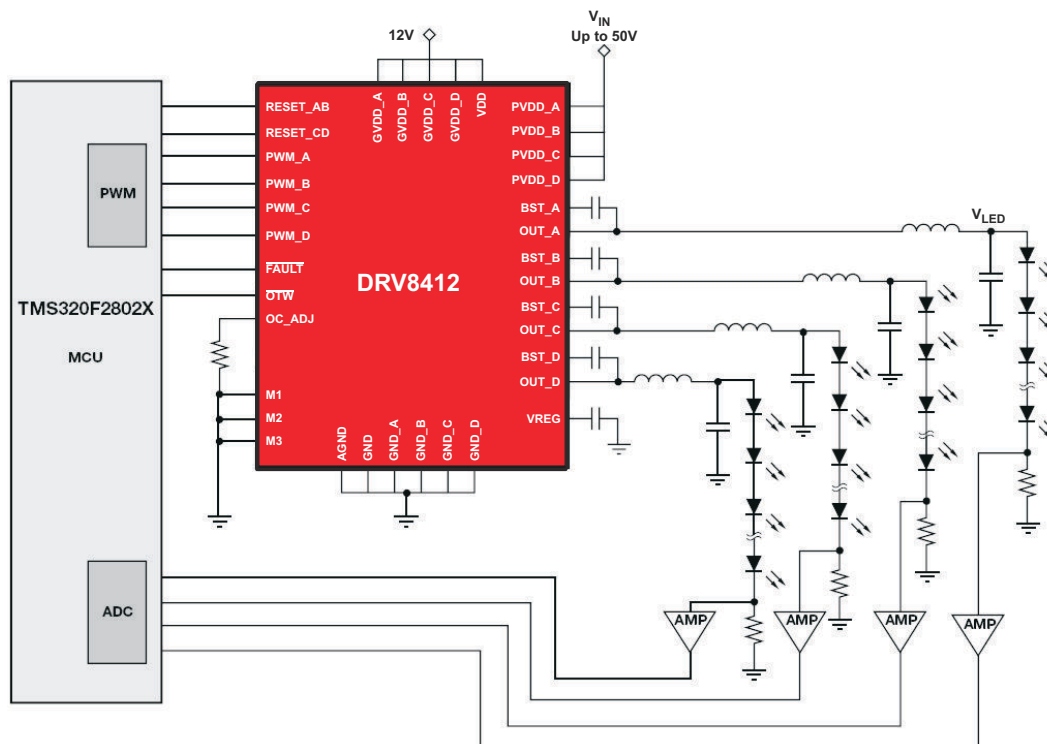 12V
V_IN
Up to 50V
GVDD_A
GVDD_B
GVDD_C
GVDD_D
VDD
RESET_AB
RESET_CD
PWM_A
PWM_B
PWM_C
PWM_D
FAULT
OTW
OC_ADJ
M1
M2
M3
PWM
TMS320F2802X
MCU
ADC
DRV8412
PVDD_A
PVDD_B
PVDD_C
PVDD_D
BST_A
OUT_A
BST_B
OUT_B
BST_C
OUT_C
BST_D
OUT_D
VREG
AGND
GND
GND_A
GND_B
GND_C
GND_D
V_LED
AMP
AMP
AMP
AMP